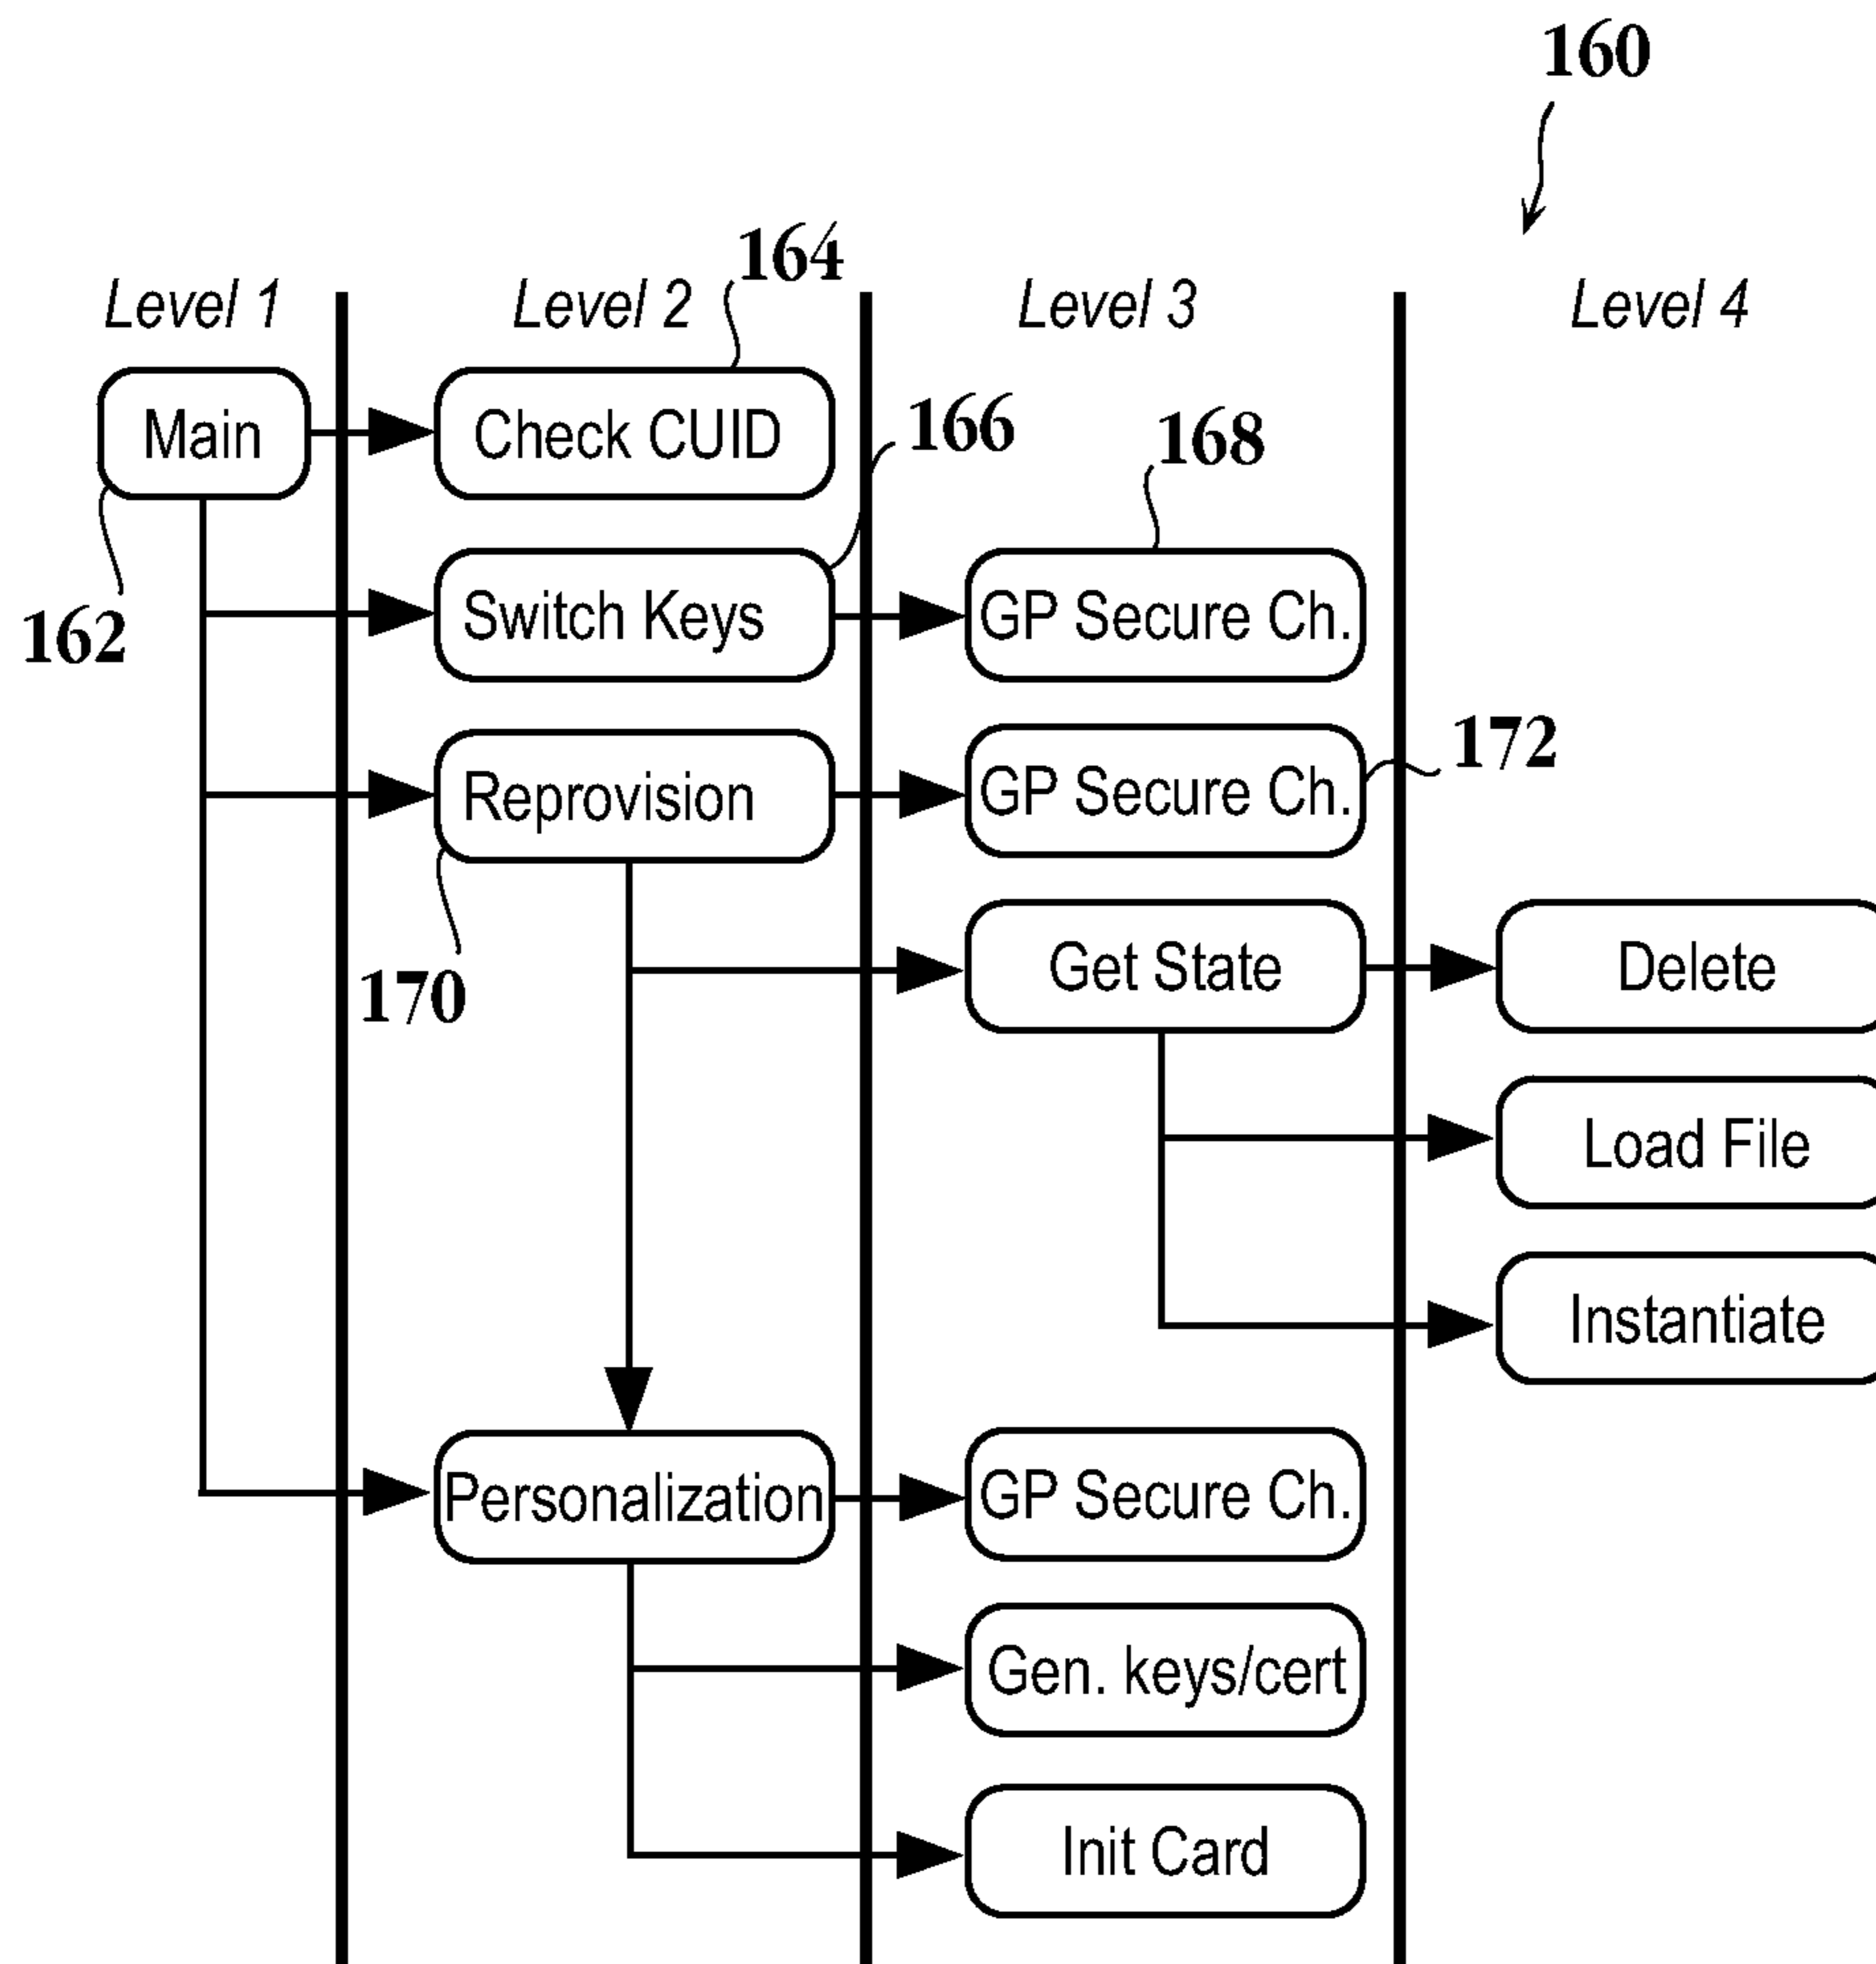 160
164
Level 1
Level 2
Level 3
Level 4
Main
Check CUID
166
168
162
Switch Keys
GP Secure Ch.
Reprovision
GP Secure Ch.
172
170
Get State
Delete
Load File
Instantiate
Personalization
GP Secure Ch.
Gen. keys/cert
Init Card